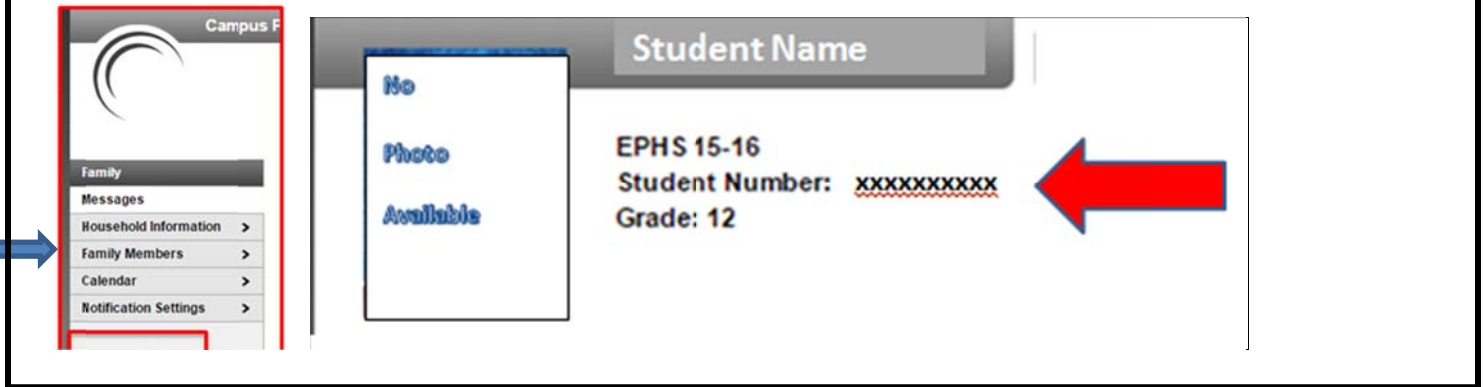 Campus P
Family
Messages
Household Information >
Family Members >
Calendar >
Notification Settings >
Student Name
No
Photo
Available
EPHS 15-16
Student Number: xxxxxxxxxx
Grade: 12